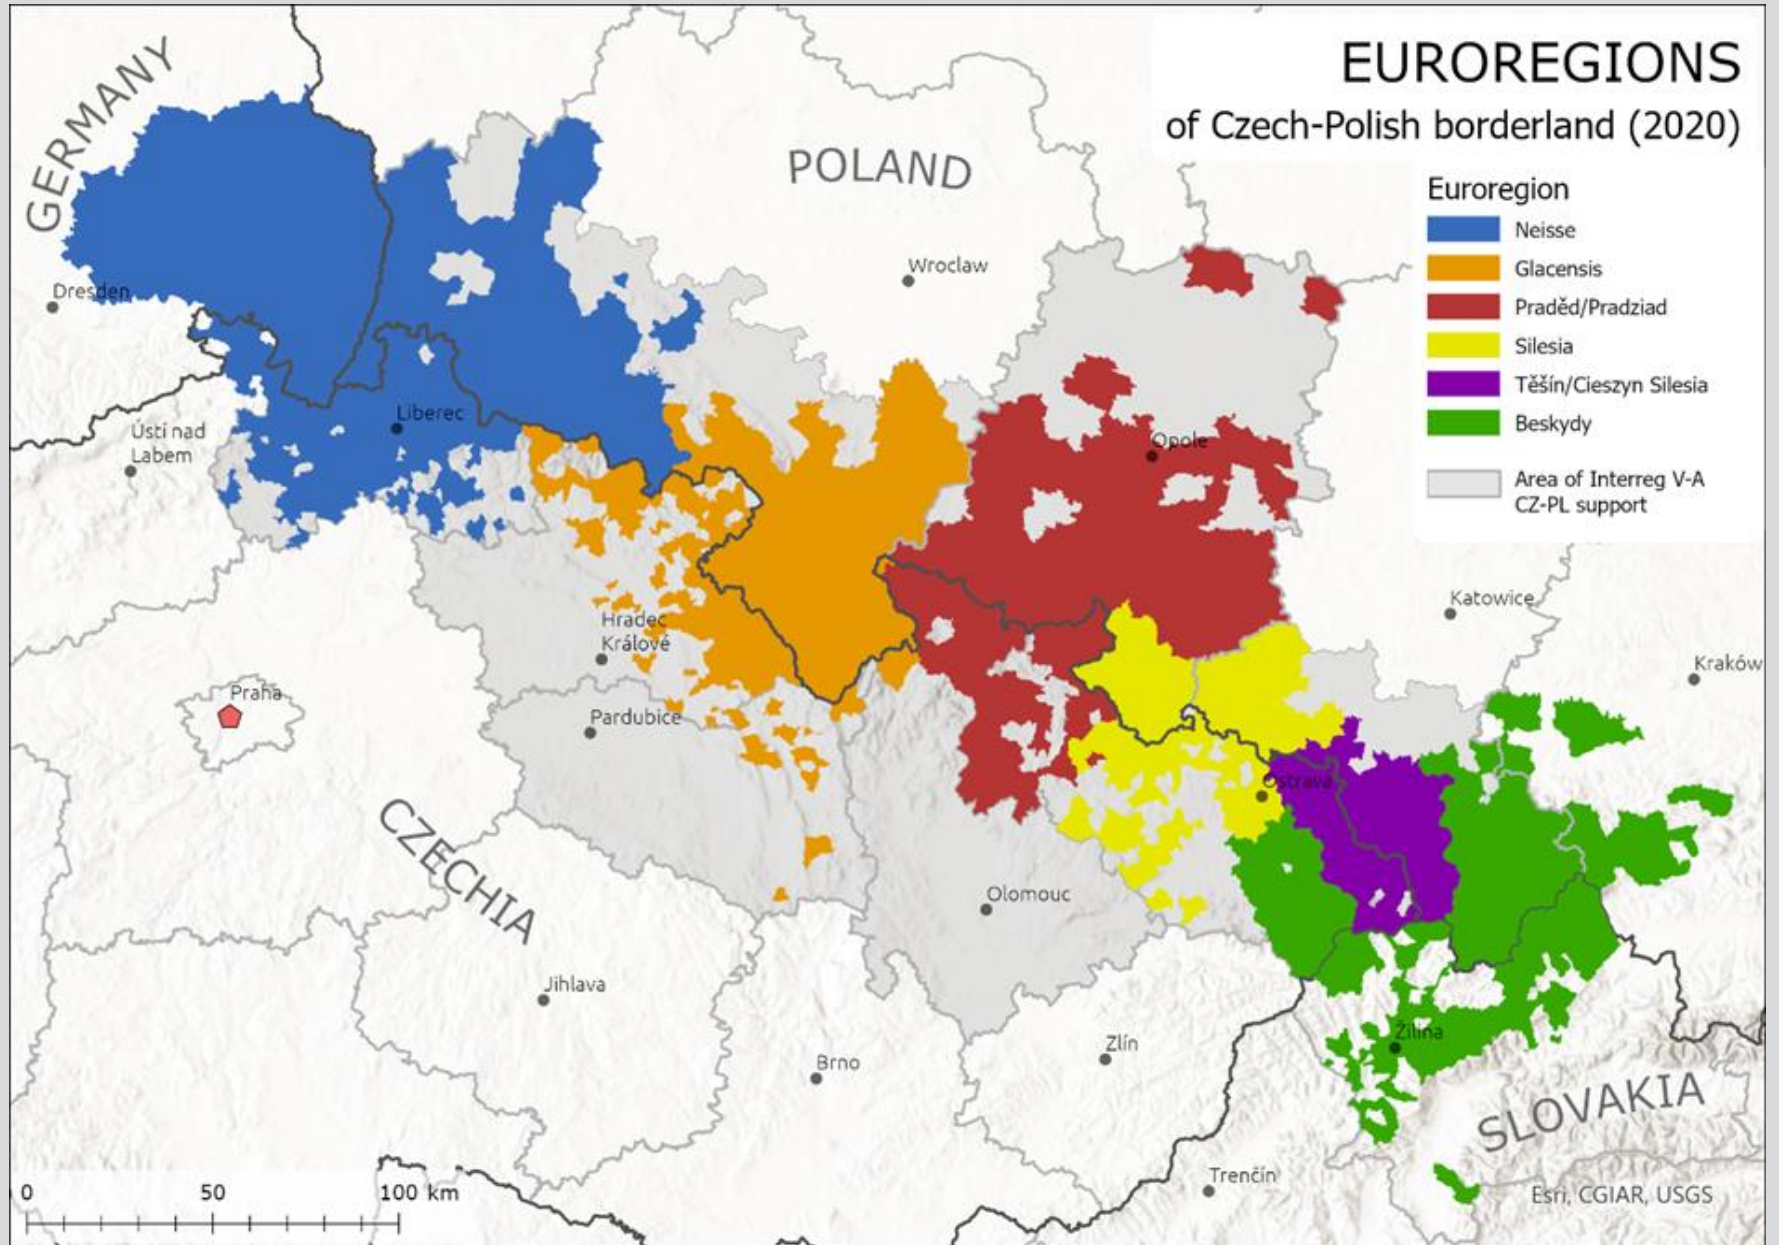 EUROREGIONS
of Czech-Polish borderland (2020)
Euroregion
Neisse
Glacensis
Praděd/Pradziad
Silesia
Těšín/Cieszyn Silesia
Beskydy
Area of Interreg V-A
CZ-PL support
GERMANY
POLAND
Wroclaw
Dresden
Liberec
Ústí nad
Labem
Opole
Katowice
Hradec
Králové
Kraków
Praha
Pardubice
Ostrava
CZECHIA
Olomouc
Jihlava
Žilina
Zlín
Brno
SLOVAKIA
Trenčín
0 50 100 km
Esri, CGIAR, USGS